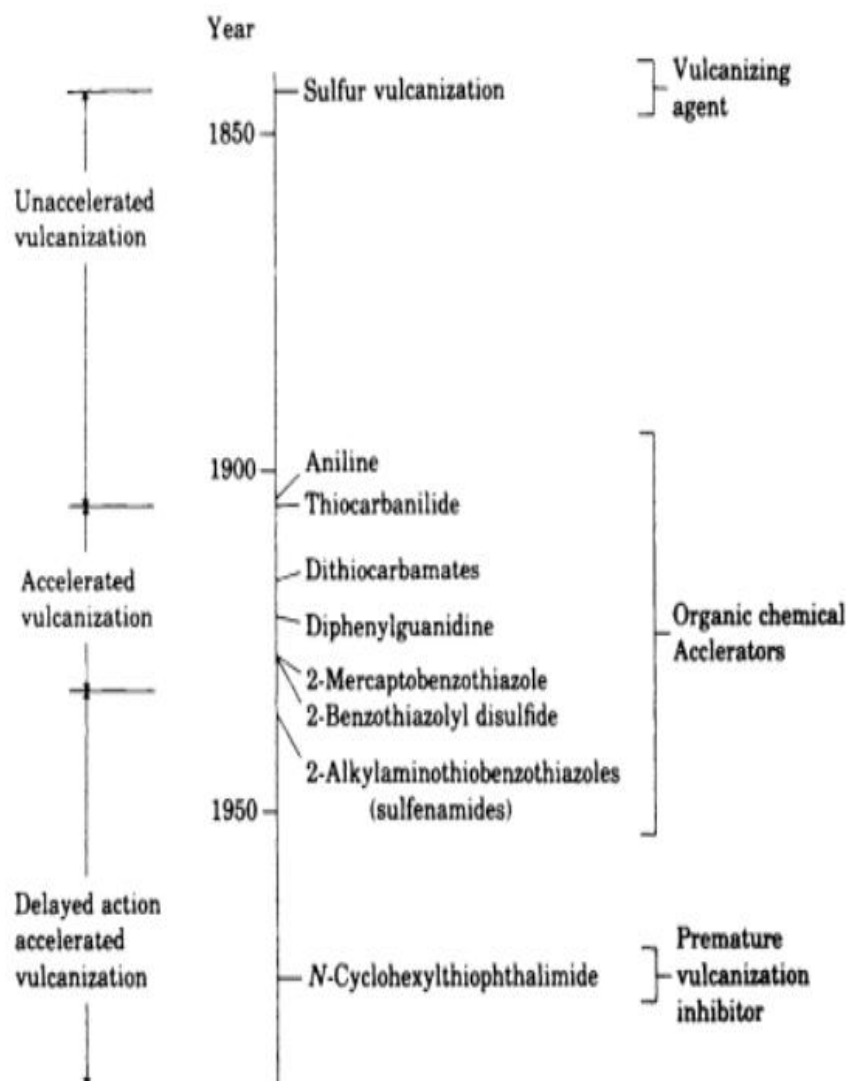 Year
Sulfur vulcanization
Vulcanizing
agent
1850
Unaccelerated
vulcanization
1900
Aniline
Thiocarbanilide
Dithiocarbamates
Accelerated
vulcanization
Diphenylguanidine
Organic chemical
Acclerators
2-Mercaptobenzothiazole
2-Benzothiazolyl disulfide
2-Alkylaminothiobenzothiazoles
(sulfenamides)
1950
Delayed action
accelerated
vulcanization
N-Cyclohexylthiophthalimide
Premature
vulcanization
inhibitor